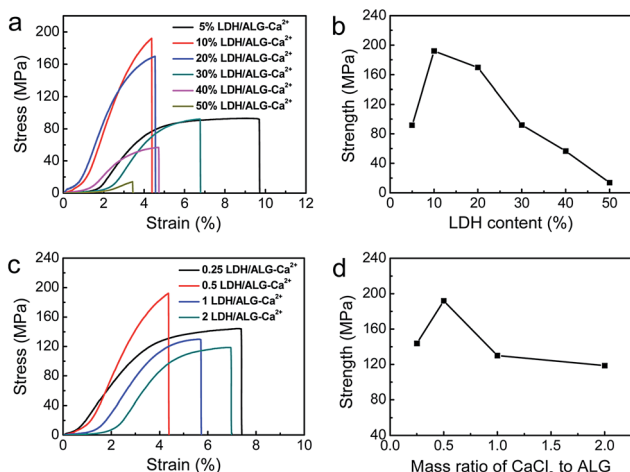 a
5% LDH/ALG-Ca²⁺
10% LDH/ALG-Ca²⁺
20% LDH/ALG-Ca²⁺
30% LDH/ALG-Ca²⁺
40% LDH/ALG-Ca²⁺
50% LDH/ALG-Ca²⁺
200
160
120
80
40
0
Stress (MPa)
0 2 4 6 8 10 12
Strain (%)
b
240
200
160
120
80
40
0
Strength (MPa)
0 10 20 30 40 50
LDH content (%)
c
0.25 LDH/ALG-Ca²⁺
0.5 LDH/ALG-Ca²⁺
1 LDH/ALG-Ca²⁺
2 LDH/ALG-Ca²⁺
240
200
160
120
80
40
0
Stress (MPa)
0 2 4 6 8 10
Strain (%)
d
240
200
160
120
80
40
Strength (MPa)
0.0 0.5 1.0 1.5 2.0
Mass ratio of CaCl, to ALG